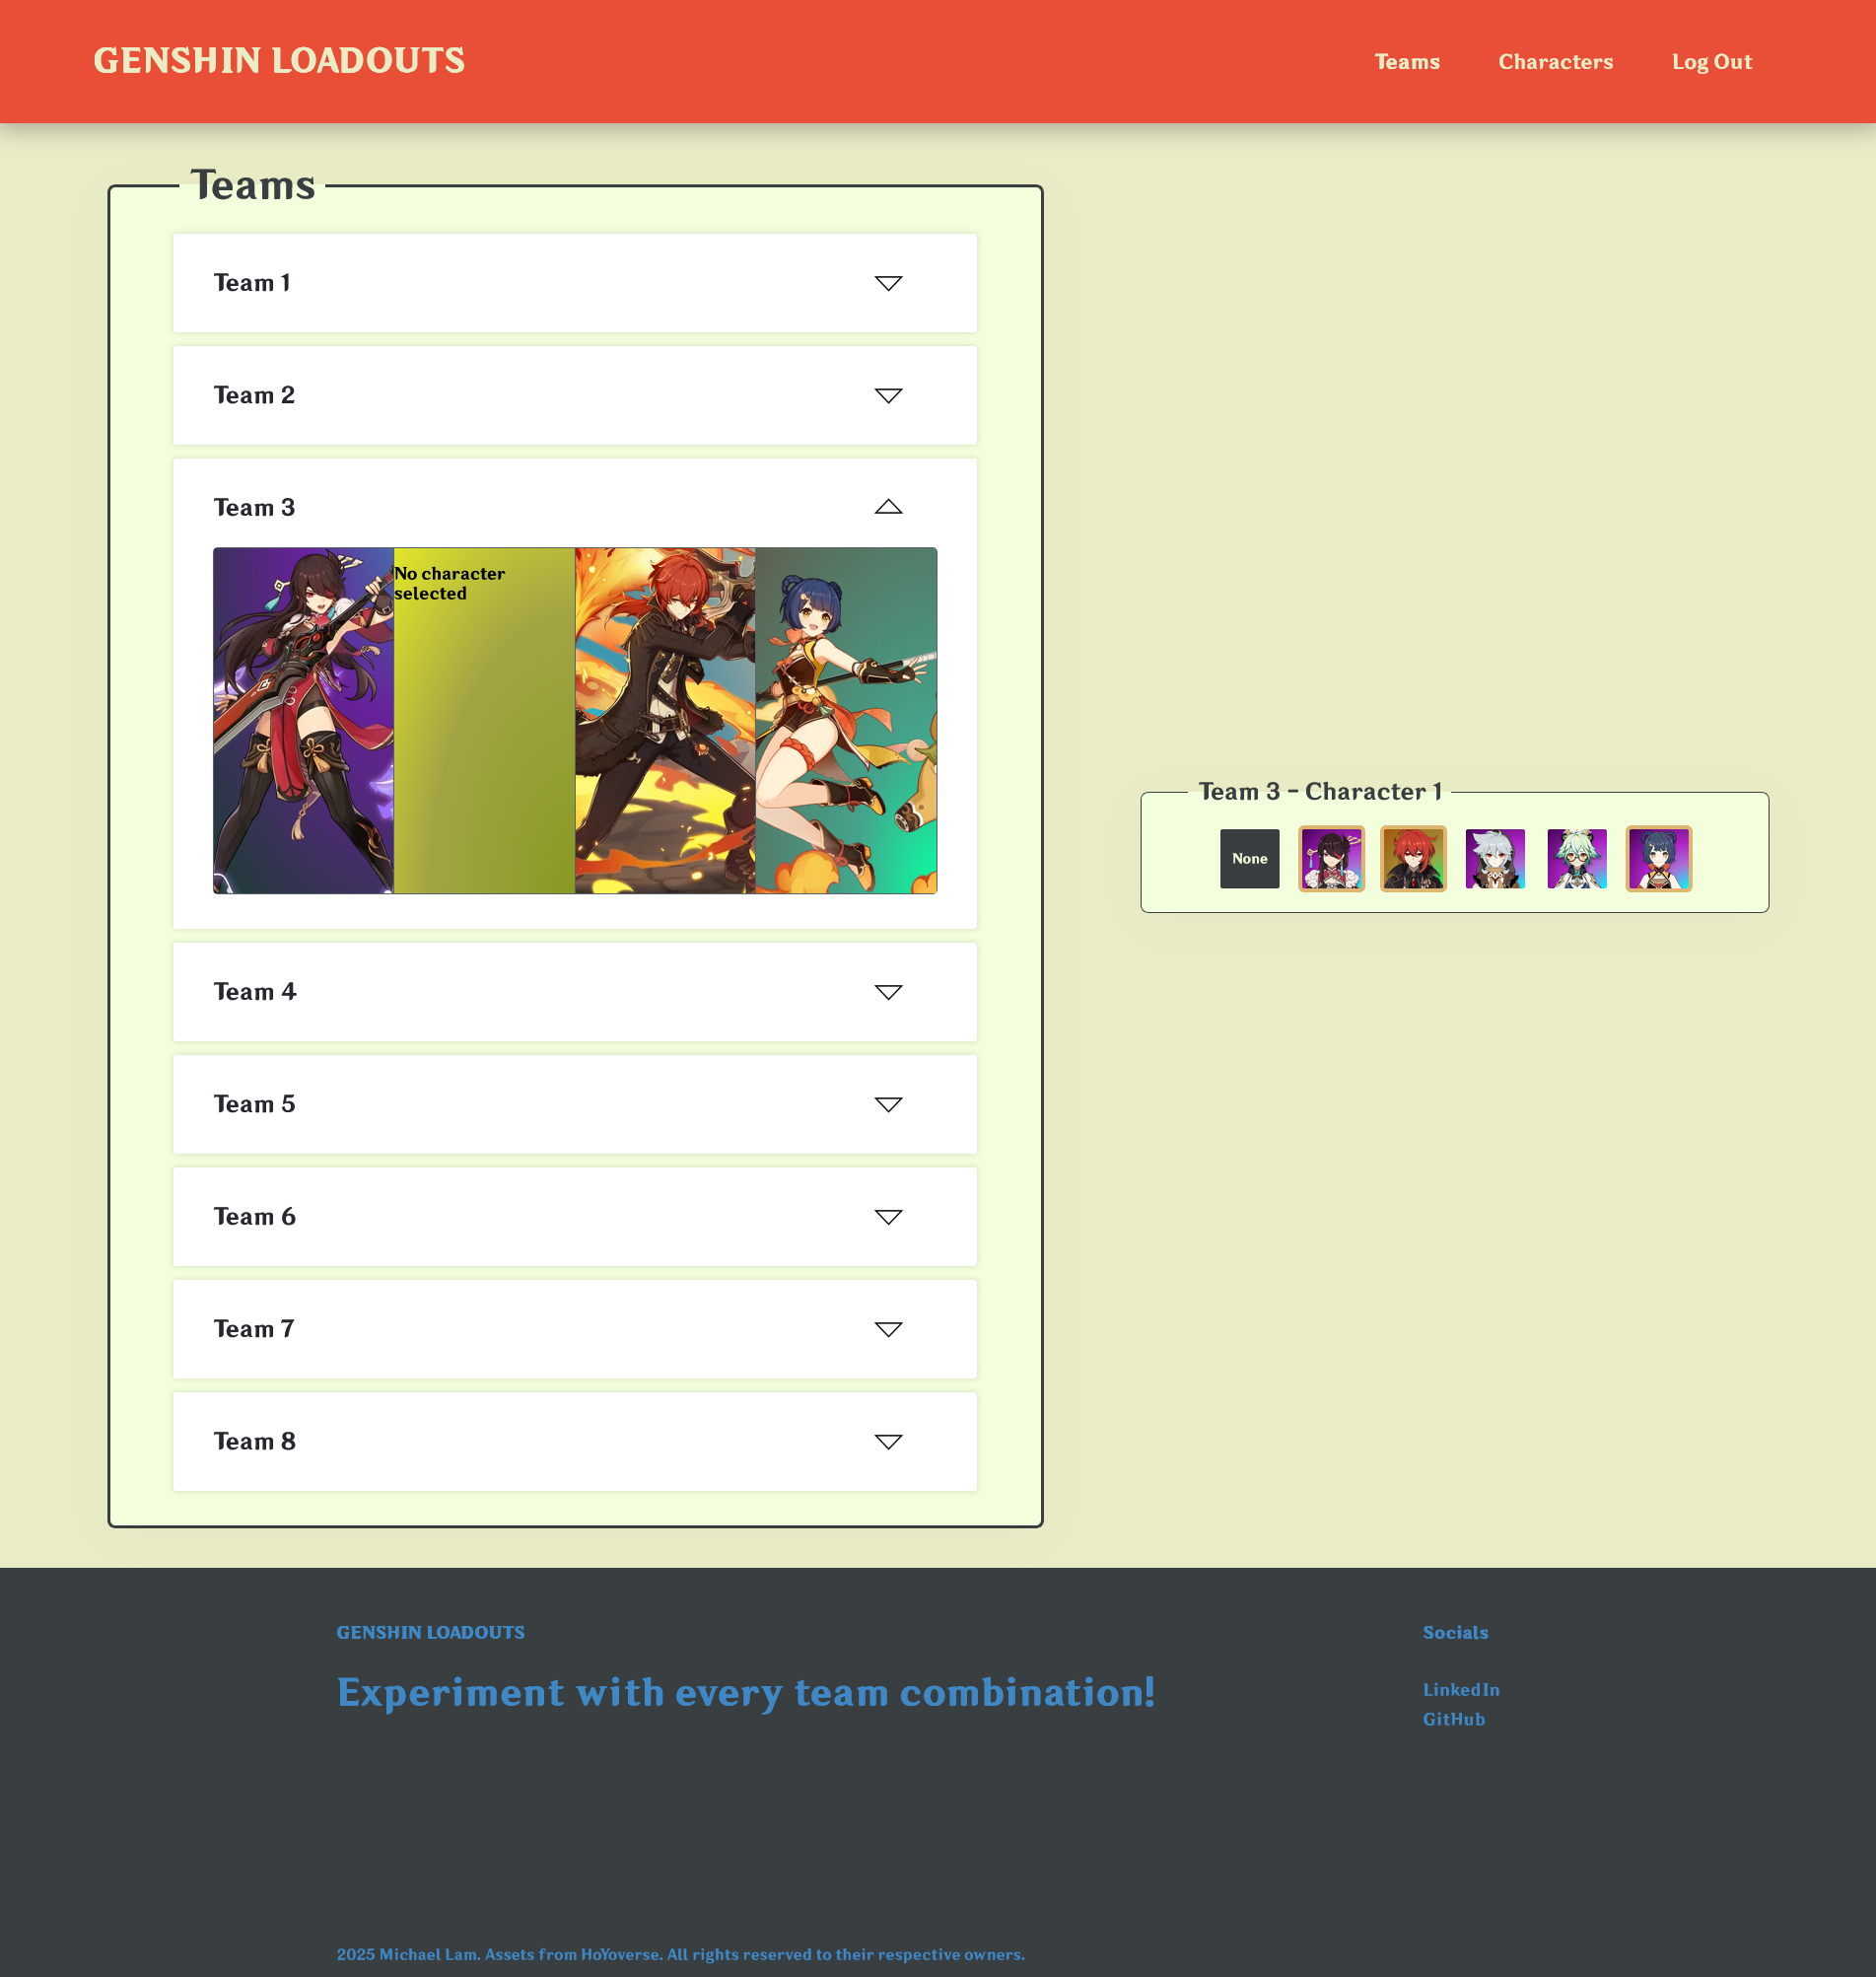 GENSHIN LOADOUTS
Teams
Characters
Log Out
Teams
Team 1
Team 2
Team 3
No character
selected
Team 4
Team 5
Team 6
Team 7
Team 8
Team 3 - Character 1
None
GENSHIN LOADOUTS
Experiment with every team combination!
Socials
LinkedIn
GitHub
2025 Michael Lam. Assets from HoYoverse. All rights reserved to their respective owners.